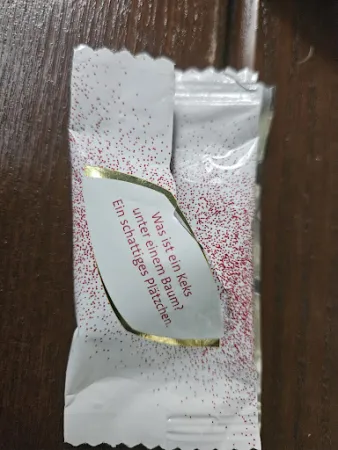 Was ist ein Keks
unter einem Baum?
Ein schattiges Plätzchen.